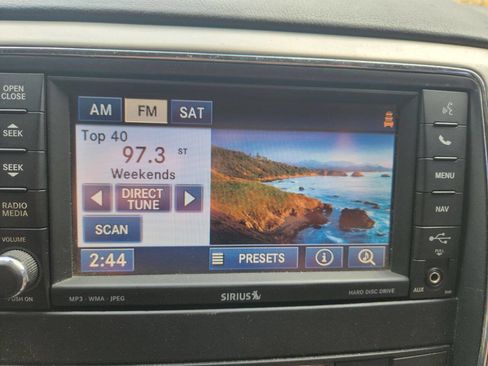 OPEN
CLOSE
SEEK
SEEK
RADIO
MEDIA
VOLUME
PUSH ON
AM
FM
SAT
Top 40
97.3 ST
Weekends
DIRECT
TUNE
SCAN
2:44
PRESETS
MENU
NAV
PULL
AUX
MP3 - WMA - JPEG
SIRIUS
HARD DISC DRIVE